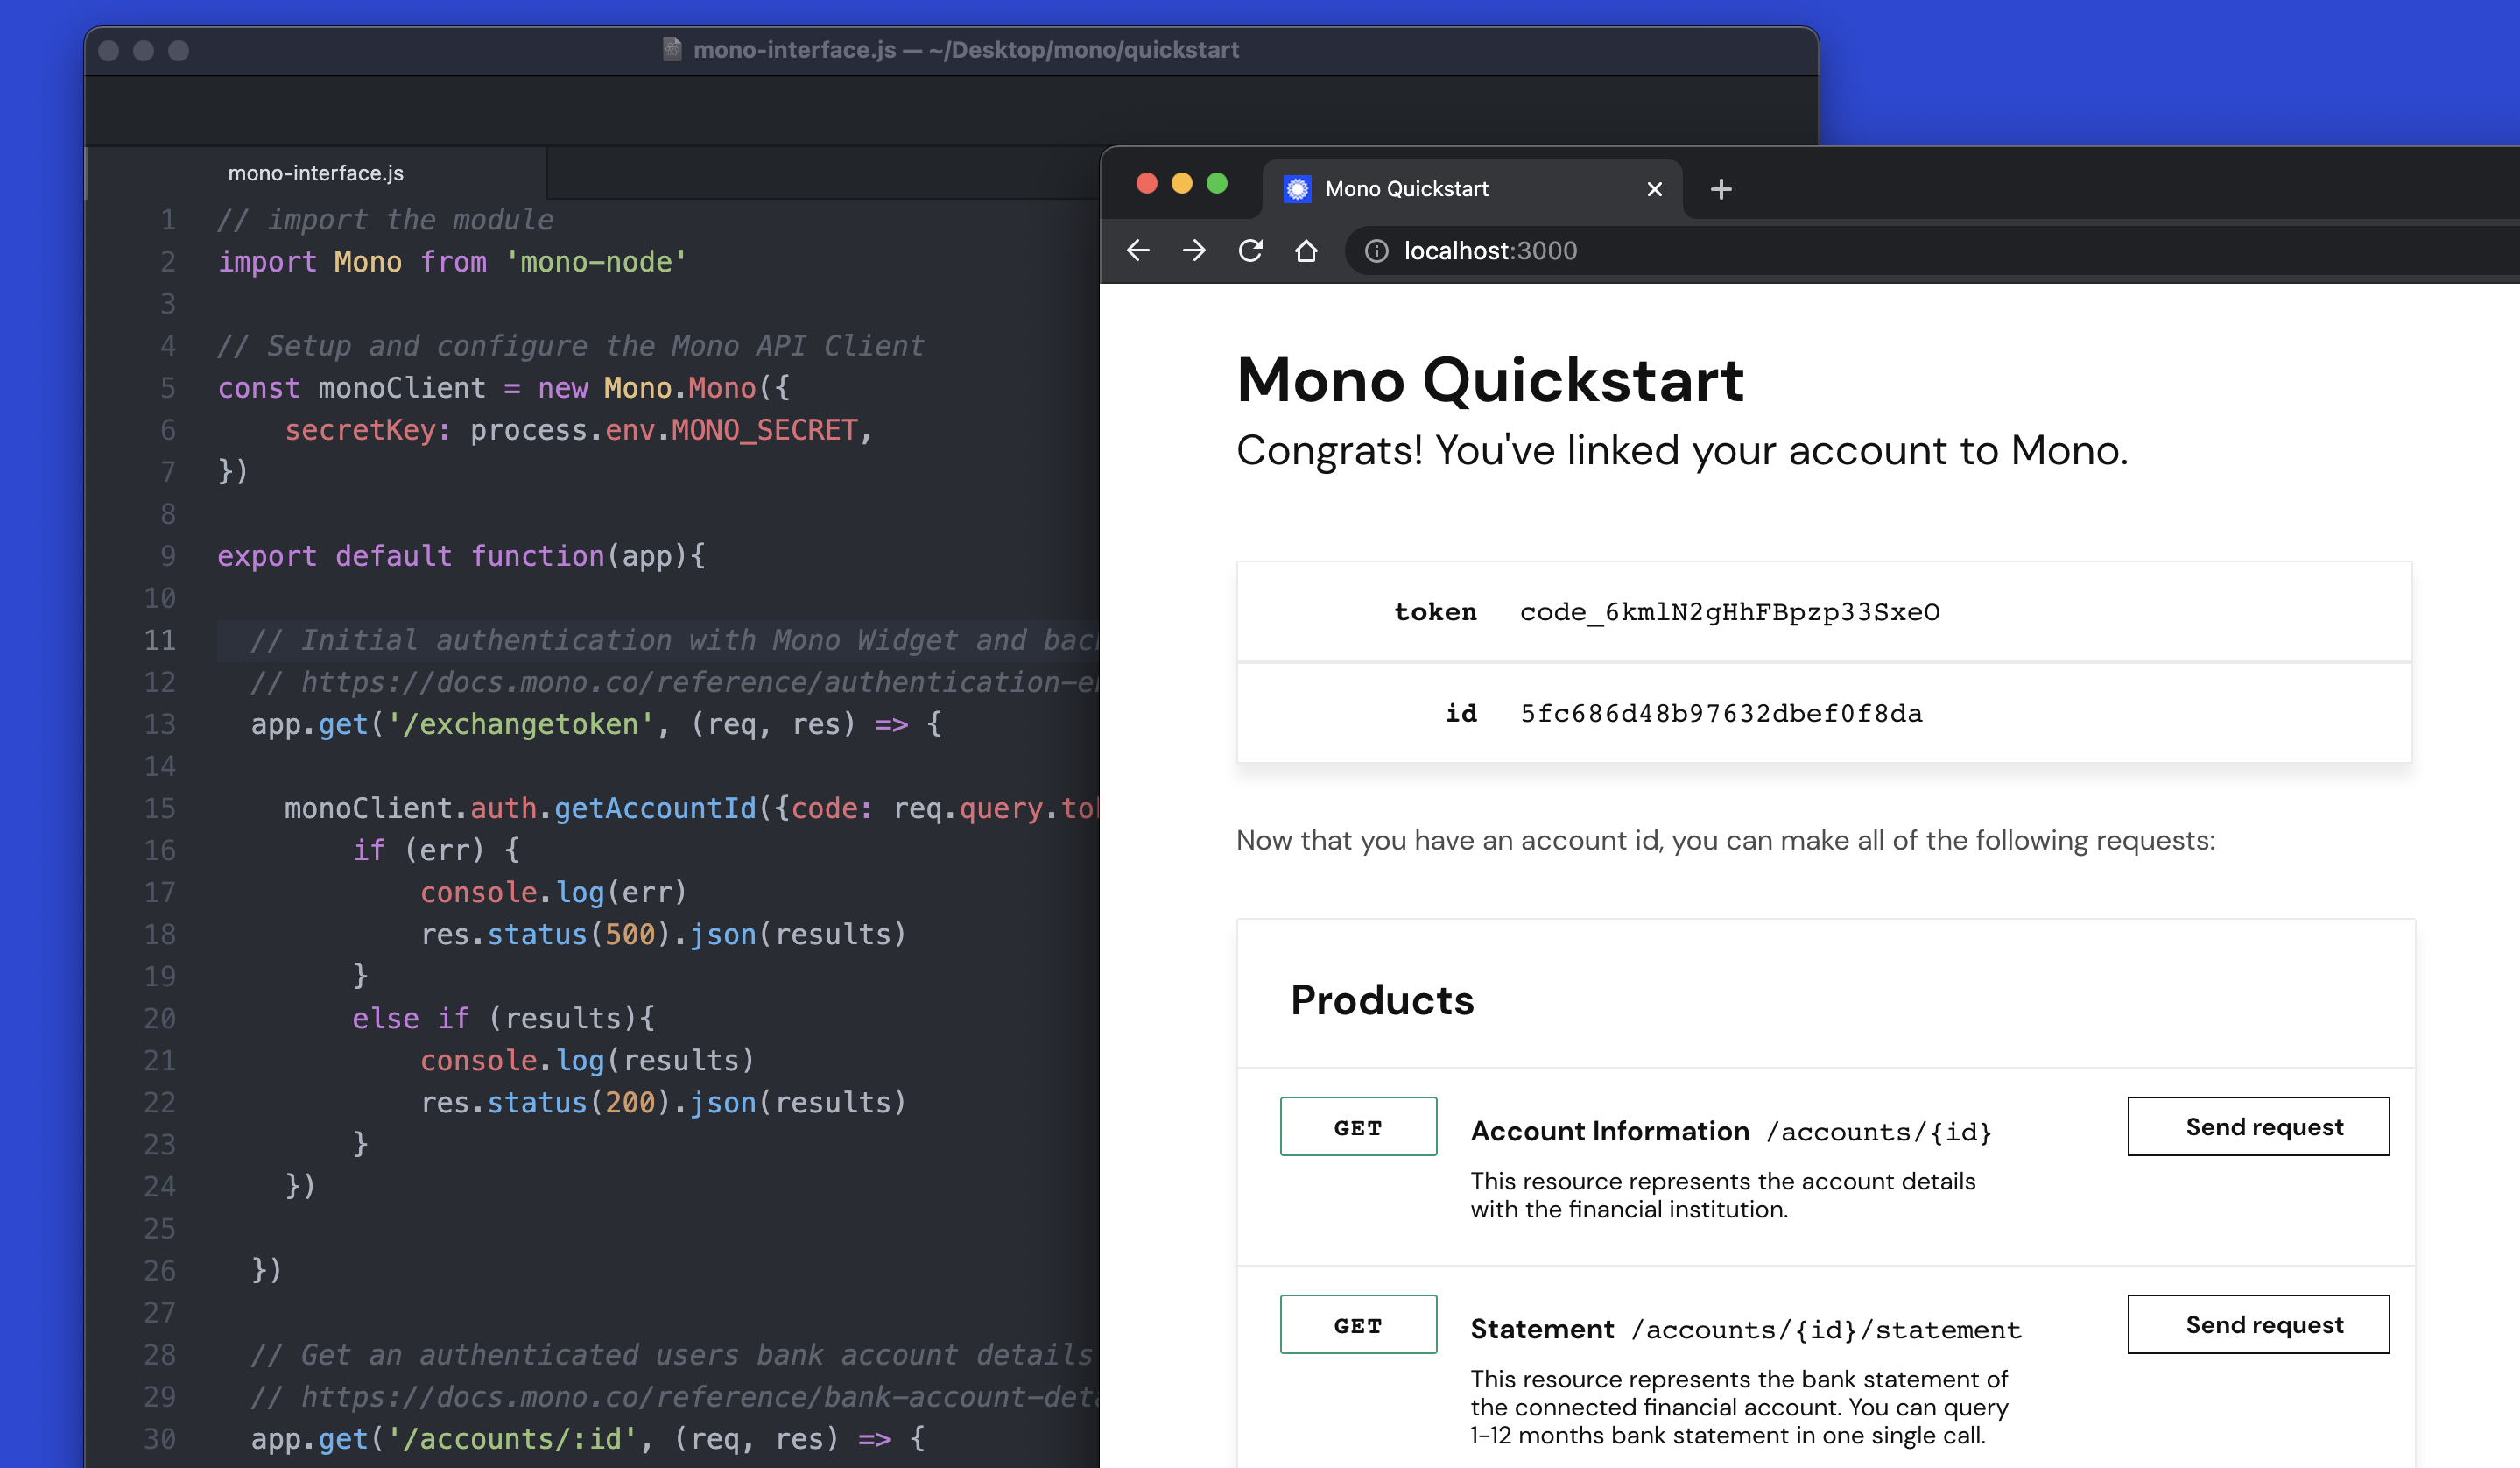 mono-interface.js — ~/Desktop/mono/quickstart
mono-interface.js
1 // import the module
2 import Mono from 'mono-node'
3
4 // Setup and configure the Mono API Client
5 const monoClient = new Mono.Mono({
6 secretKey: process.env.MONO_SECRET,
7 })
8
9 export default function(app){
10
11 // Initial authentication with Mono Widget and
12 // https://docs.mono.co/reference/authentication-
13 app.get('/exchangetoken', (req, res) => {
14
15 monoClient.auth.getAccountId({code: req.query.
16 if (err) {
17 console.log(err)
18 res.status(500).json(results)
19 }
20 else if (results){
21 console.log(results)
22 res.status(200).json(results)
23 }
24 })
25
26 })
27
28 // Get an authenticated users bank account details
29 // https://docs.mono.co/reference/bank-account-
30 app.get('/accounts/:id', (req, res) => {
Mono Quickstart
localhost:3000
Mono Quickstart
Congrats! You've linked your account to Mono.
token code_6kmlN2gHhFBpzp33SxeO
id 5fc686d48b97632dbef0f8da
Now that you have an account id, you can make all of the following requests:
Products
GET Account Information /accounts/{id} Send request
This resource represents the account details
with the financial institution.
GET Statement /accounts/{id}/statement Send request
This resource represents the bank statement of
the connected financial account. You can query
1-12 months bank statement in one single call.